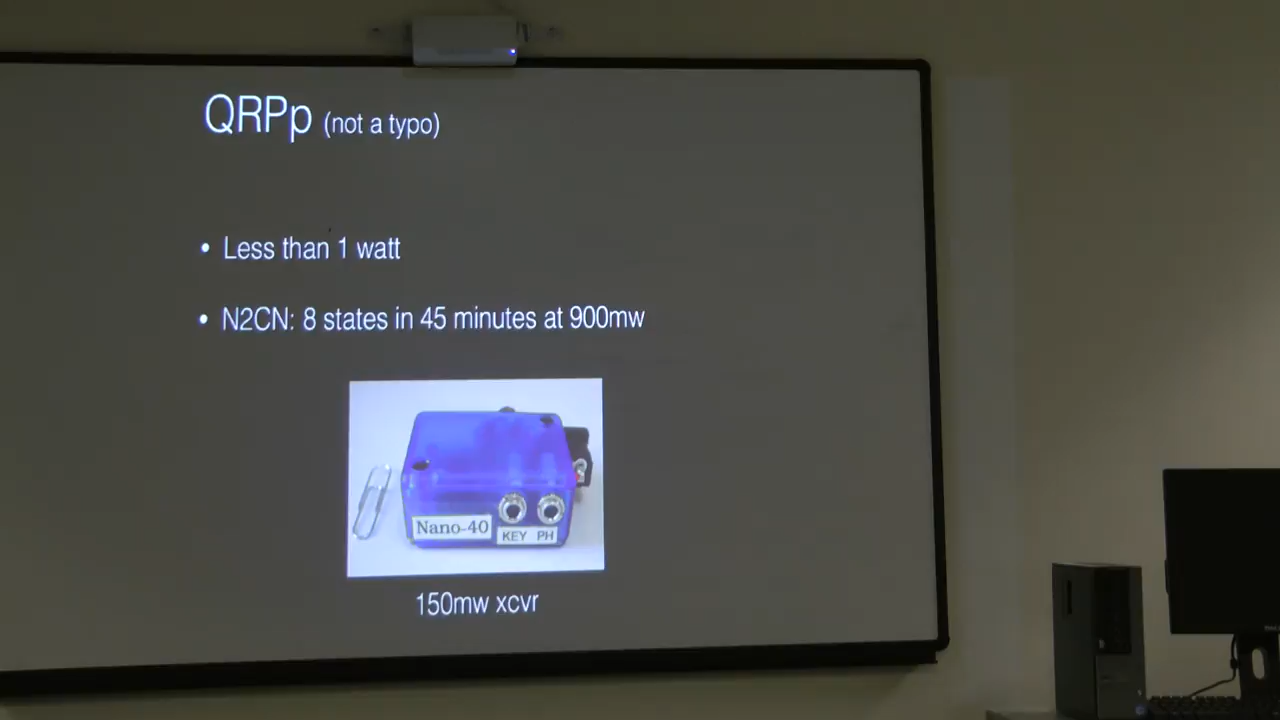 QRPp (not a typo)
• Less than 1 watt
• N2CN: 8 states in 45 minutes at 900mw
Nano-40
KEY PH
150mw xcvr